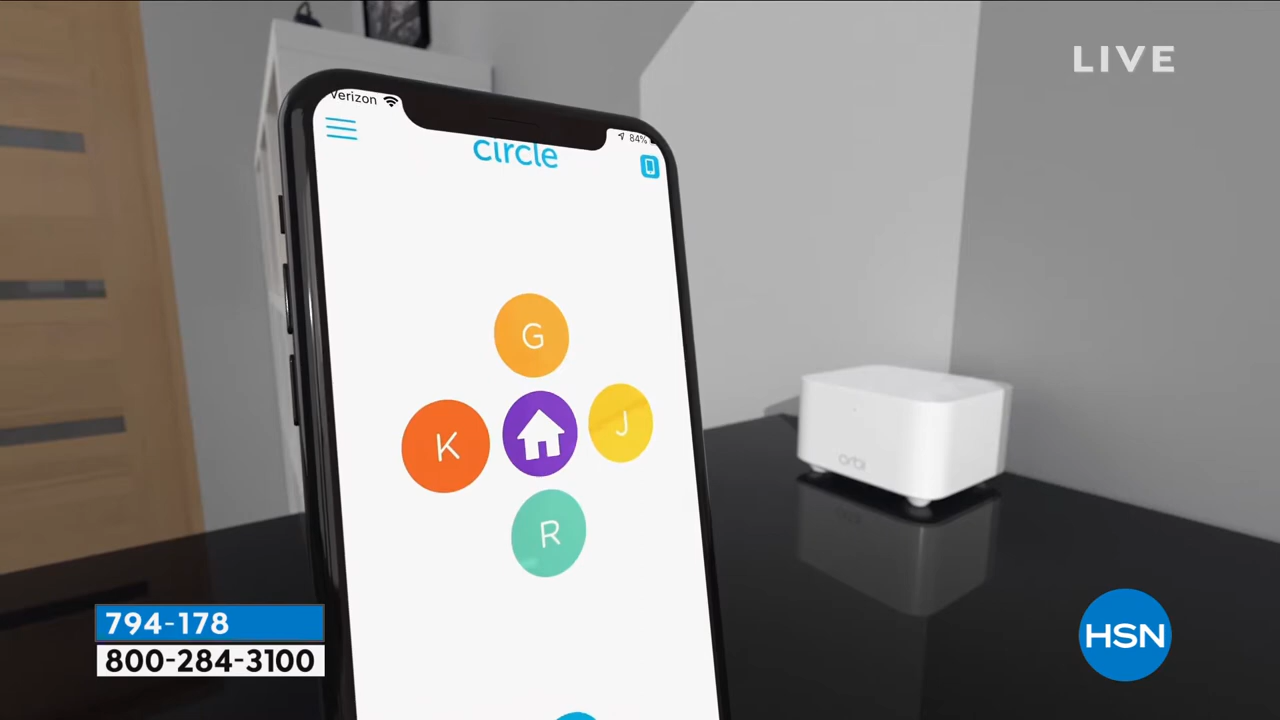 LIVE
verizon
84%
circle
G
K
J
R
orbi
794-178
800-284-3100
HSN